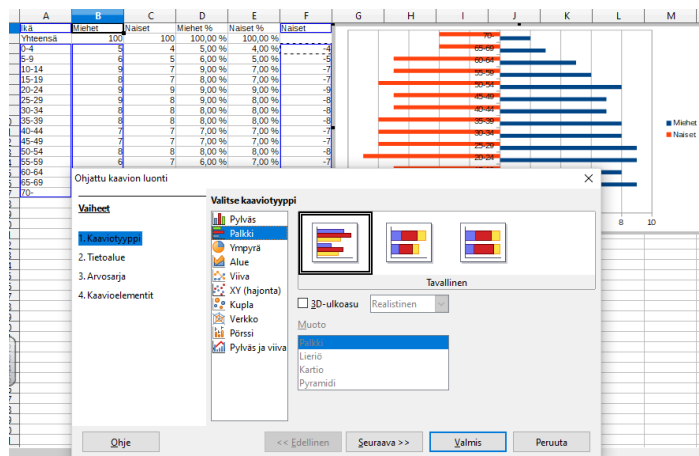 A B C D E F G H I J K L M
Ikä Miehet Naiset Miehet % Naiset % Naiset
Yhteensä 100 100 100,00 % 100,00 %
0-4 5 4 5,00 % 4,00 % -4
5-9 6 5 6,00 % 5,00 % -5
10-14 9 7 9,00 % 7,00 % -7
15-19 8 7 8,00 % 7,00 % -7
20-24 9 9 9,00 % 9,00 % -9
25-29 9 8 9,00 % 8,00 % -8
30-34 8 8 8,00 % 8,00 % -8
35-39 8 8 8,00 % 8,00 % -8
40-44 7 7 7,00 % 7,00 % -7
45-49 7 7 7,00 % 7,00 % -7
50-54 8 8 8,00 % 8,00 % -8
55-59 6 7 6,00 % 7,00 % -7
60-64
65-69
70-
70-
65-69
60-64
55-59
50-54
45-49
40-44
35-39
30-34
25-29
20-24
8 10
Miehet
Naiset
Ohjattu kaavion luonti
Vaiheet
1. Kaaviotyyppi
2. Tietoalue
3. Arvosarja
4. Kaavioelementit
Valitse kaaviotyyppi
Pylväs
Palkki
Ympyrä
Alue
Viiva
XY (hajonta)
Kupla
Verkko
Pörssi
Pylväs ja viiva
Tavallinen
3D-ulkoasu Realistinen
Muoto
Palkki
Lieriö
Kartio
Pyramidi
Ohje << Edellinen Seuraava >> Valmis Peruuta